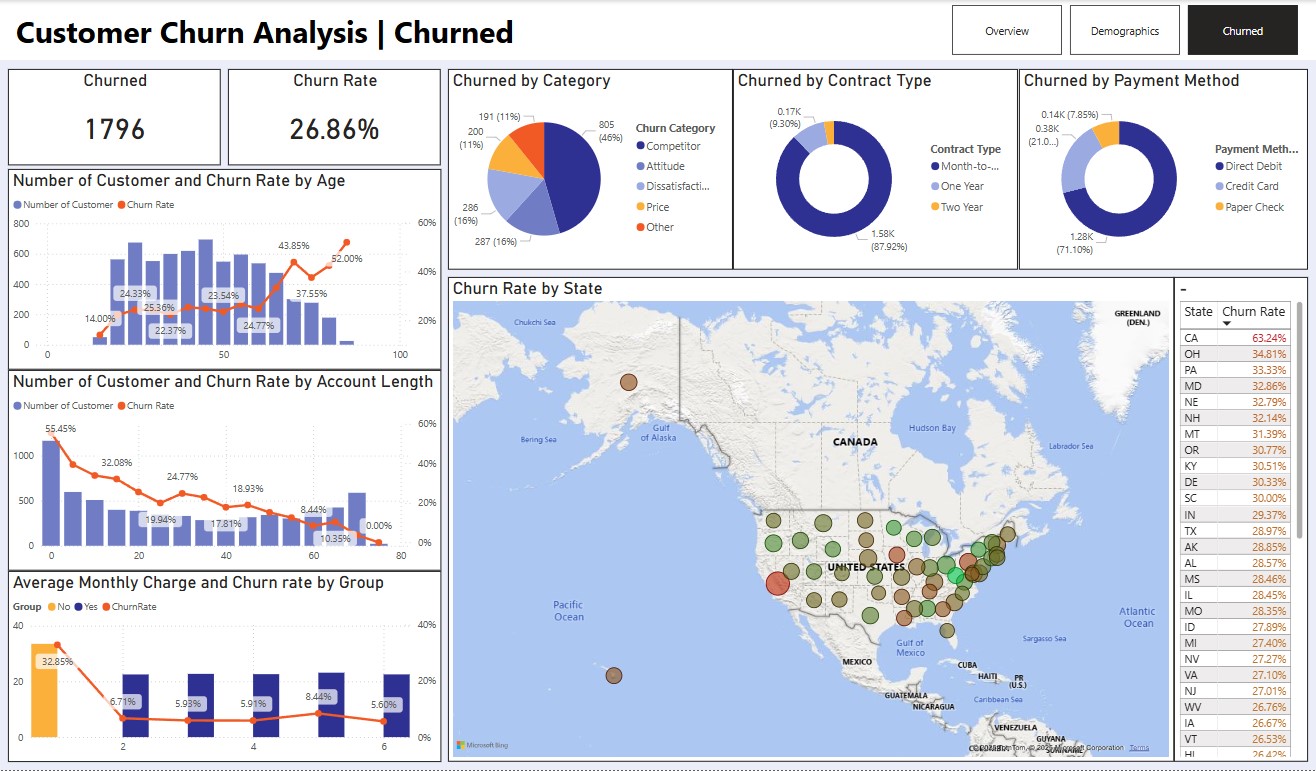 Customer Churn Analysis | Churned
Overview
Demographics
Churned
Churned
1796
Churn Rate
26.86%
Number of Customer and Churn Rate by Age
Number of Customer
Churn Rate
800
600
400
200
0
60%
40%
20%
0
50
100
14.00%
24.33%
25.36%
22.37%
23.54%
24.77%
43.85%
37.55%
52.00%
Number of Customer and Churn Rate by Account Length
Number of Customer
Churn Rate
1000
500
0
60%
40%
20%
0%
0
20
40
60
80
55.45%
32.08%
19.94%
24.77%
17.81%
18.93%
8.44%
10.35%
0.00%
Average Monthly Charge and Churn rate by Group
Group
No
Yes
ChurnRate
40
20
0
40%
20%
0%
2
4
6
32.85%
6.71%
5.93%
5.91%
8.44%
5.60%
Churned by Category
191 (11%)
200
(11%)
286
(16%)
287 (16%)
805
(46%)
Churn Category
Competitor
Attitude
Dissatisfacti...
Price
Other
Churned by Contract Type
0.17K
(9.30%)
1.58K
(87.92%)
Contract Type
Month-to-...
One Year
Two Year
Churned by Payment Method
0.14K (7.85%)
0.38K
(21.0...)
1.28K
(71.10%)
Payment Meth...
Direct Debit
Credit Card
Paper Check
Churn Rate by State
Chukchi Sea
GREENLAND
(DEN.)
Bering Sea
Gulf
of Alaska
CANADA
Hudson Bay
Labrador Sea
UNITED STATES
Pacific
Ocean
Atlantic
Ocean
Sargasso Sea
Gulf of
Mexico
MEXICO
CUBA
HAITI
PR
(U.S.)
GUATEMALA
NICARAGUA
Caribbean Sea
VENEZUELA
GUYANA
SURINAME
Microsoft Bing
Microsoft Corporation
Terms
-
State Churn Rate
CA 63.24%
OH 34.81%
PA 33.33%
MD 32.86%
NE 32.79%
NH 32.14%
MT 31.39%
OR 30.77%
KY 30.51%
DE 30.33%
SC 30.00%
IN 29.37%
TX 28.97%
AK 28.85%
AL 28.57%
MS 28.46%
IL 28.45%
MO 28.35%
ID 27.89%
MI 27.40%
NV 27.27%
VA 27.10%
NJ 27.01%
WV 26.76%
IA 26.67%
VT 26.53%
HI 26.42%